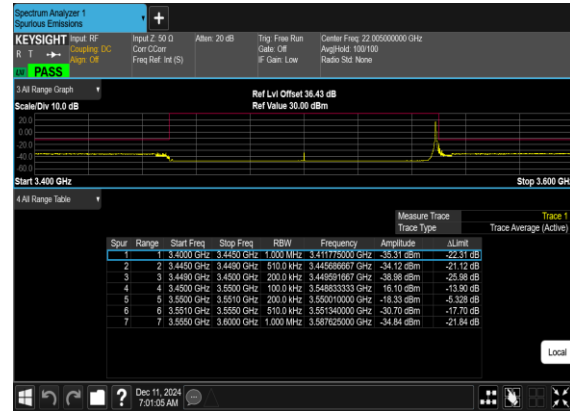 Spectrum Analyzer 1
Spurious Emissions
+
KEYSIGHT Input: RF Input Z: 50 Ω Atten: 20 dB Trig: Free Run Center Freq: 22.005000000 GHz
R T Coupling: DC Corr CCorr Gate: Off Avg|Hold: 100/100
Align: Off Freq Ref: Int (S) IF Gain: Low Radio Std: None
LV PASS
3 All Range Graph Ref Lvl Offset 36.43 dB
Scale/Div 10.0 dB Ref Value 30.00 dBm
20.0
0.00
-20.0
-40.0
-60.0
Start 3.400 GHz Stop 3.600 GHz
4 All Range Table
Measure Trace Trace 1
Trace Type Trace Average (Active)
Spur Range Start Freq Stop Freq RBW Frequency Amplitude ΔLimit
1 1 3.4000 GHz 3.4450 GHz 1.000 MHz 3.411775000 GHz -35.31 dBm -22.31 dB
2 2 3.4450 GHz 3.4490 GHz 510.0 kHz 3.445686667 GHz -34.12 dBm -21.12 dB
3 3 3.4490 GHz 3.4500 GHz 200.0 kHz 3.449591667 GHz -38.98 dBm -25.98 dB
4 4 3.4500 GHz 3.5500 GHz 100.0 kHz 3.548833333 GHz 16.10 dBm -13.90 dB
5 5 3.5500 GHz 3.5510 GHz 200.0 kHz 3.550010000 GHz -18.33 dBm -5.328 dB
6 6 3.5510 GHz 3.5550 GHz 510.0 kHz 3.551340000 GHz -30.70 dBm -17.70 dB
7 7 3.5550 GHz 3.6000 GHz 1.000 MHz 3.587625000 GHz -34.84 dBm -21.84 dB
Local
? Dec 11, 2024
7:01:05 AM